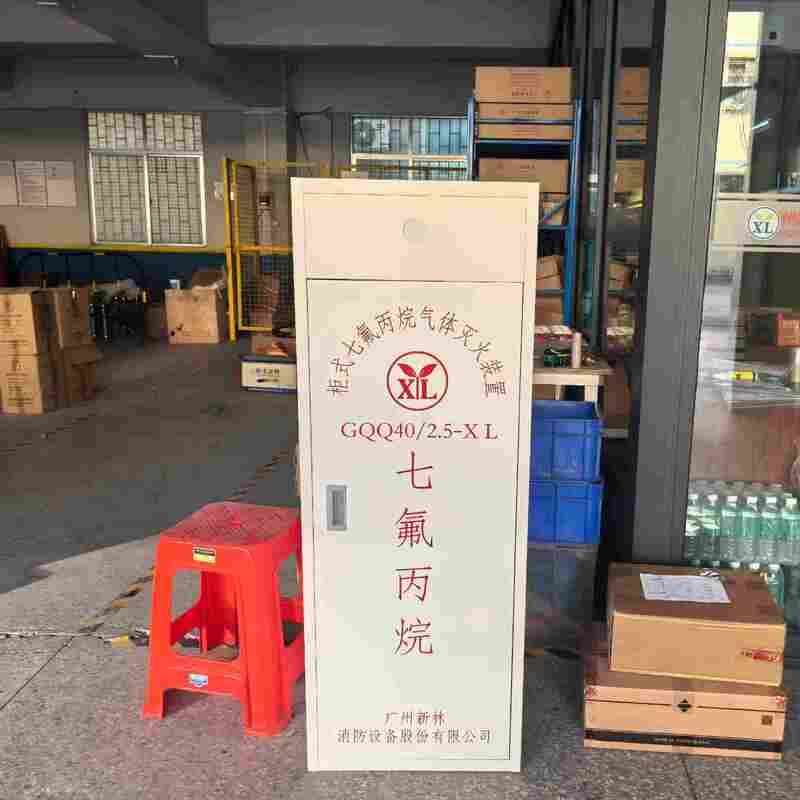 柜式七氟丙烷气体灭火装置
XL
GQQ40/2.5-XL
七
氟
丙
烷
广州新林
消防设备股份有限公司
XL